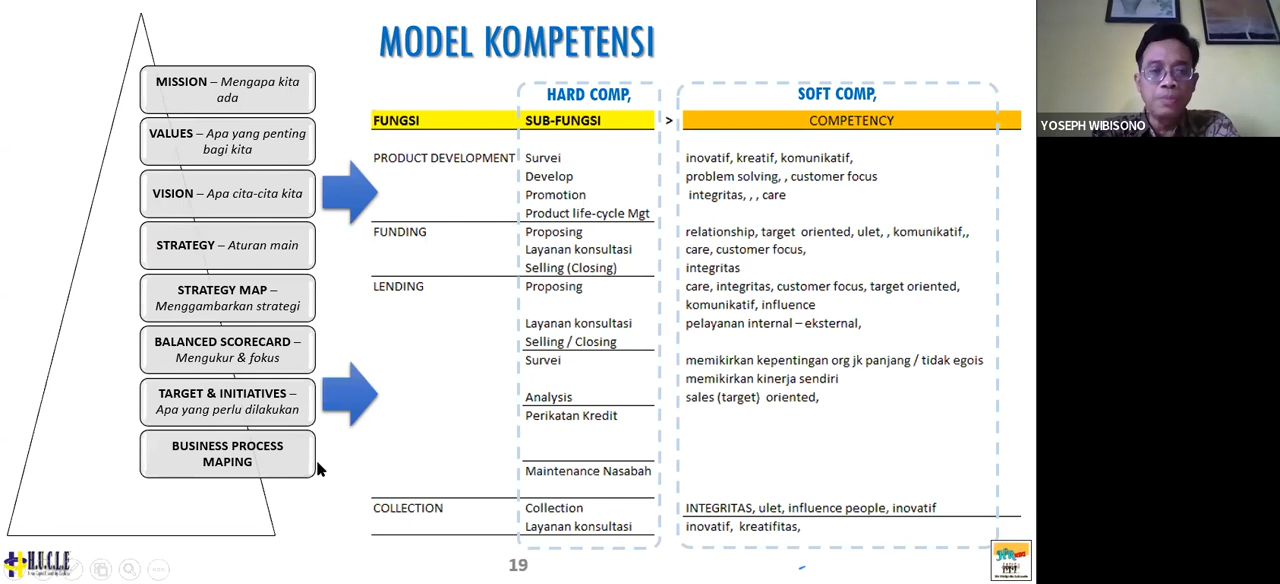 MODEL KOMPETENSI
MISSION – Mengapa kita
ada
VALUES – Apa yang penting
bagi kita
VISION – Apa cita-cita kita
STRATEGY – Aturan main
STRATEGY MAP –
Menggambarkan strategi
BALANCED SCORECARD –
Mengukur & fokus
TARGET & INITIATIVES –
Apa yang perlu dilakukan
BUSINESS PROCESS
MAPING
HARD COMP, SOFT COMP,
FUNGSI SUB-FUNGSI > COMPETENCY
PRODUCT DEVELOPMENT Survei inovatif, kreatif, komunikatif,
Develop problem solving, , customer focus
Promotion integritas, , , care
Product life-cycle Mgt
FUNDING Proposing relationship, target oriented, ulet, , komunikatif,,
Layanan konsultasi care, customer focus,
Selling (Closing) integritas
LENDING Proposing care, integritas, customer focus, target oriented,
komunikatif, influence
Layanan konsultasi pelayanan internal – eksternal,
Selling / Closing
Survei memikirkan kepentingan org jk panjang / tidak egois
memikirkan kinerja sendiri
Analysis sales (target) oriented,
Perikatan Kredit
Maintenance Nasabah
COLLECTION Collection INTEGRITAS, ulet, influence people, inovatif
Layanan konsultasi inovatif, kreatifitas,
H.U.C.L.E
19
YOSEPH WIBISONO